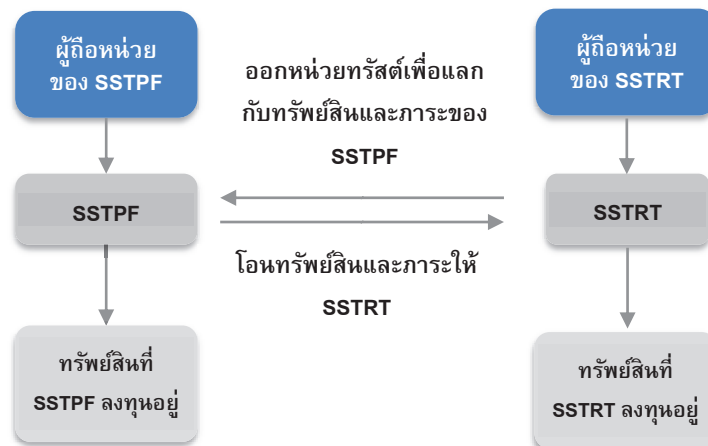 ผู้ถือหน่วย
ของ SSTPF
ออกหน่วยทรัสต์เพื่อแลก
กับทรัพย์สินและภาระของ
SSTPF
ผู้ถือหน่วย
ของ SSTRT
SSTPF
SSTRT
โอนทรัพย์สินและภาระให้
SSTRT
ทรัพย์สินที่
SSTPF ลงทุนอยู่
ทรัพย์สินที่
SSTRT ลงทุนอยู่